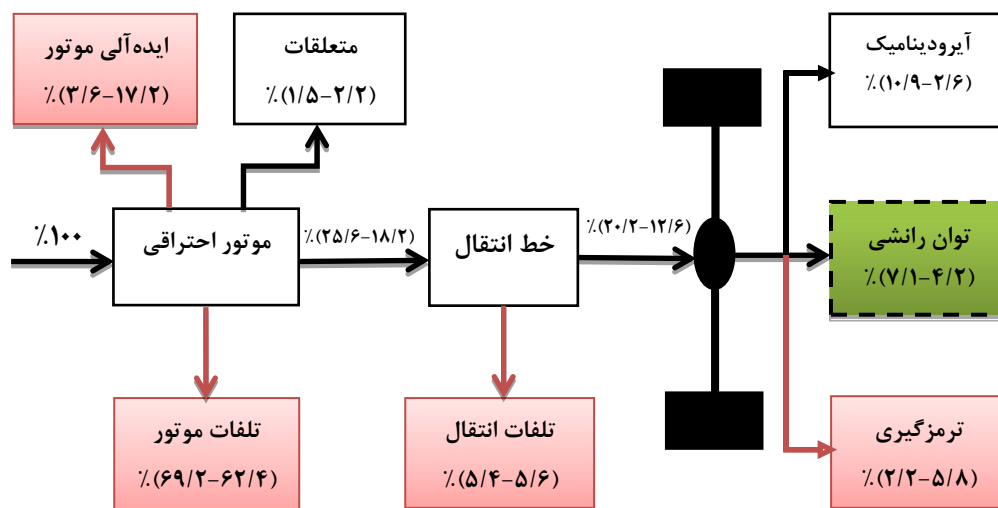 ایده‌آلی موتور
٪(۳/۶-۱۷/۲)
متعلقات
٪(۱/۵-۲/۲)
آیرودینامیک
٪(۱۰/۹-۲/۶)
٪۱۰۰
موتور احتراقی
٪(۲۵/۶-۱۸/۲)
خط انتقال
٪(۲۰/۲-۱۲/۶)
توان رانشی
٪(۷/۱-۴/۲)
تلفات موتور
٪(۶۹/۲-۶۲/۴)
تلفات انتقال
٪(۵/۴-۵/۶)
ترمزگیری
٪(۲/۲-۵/۸)